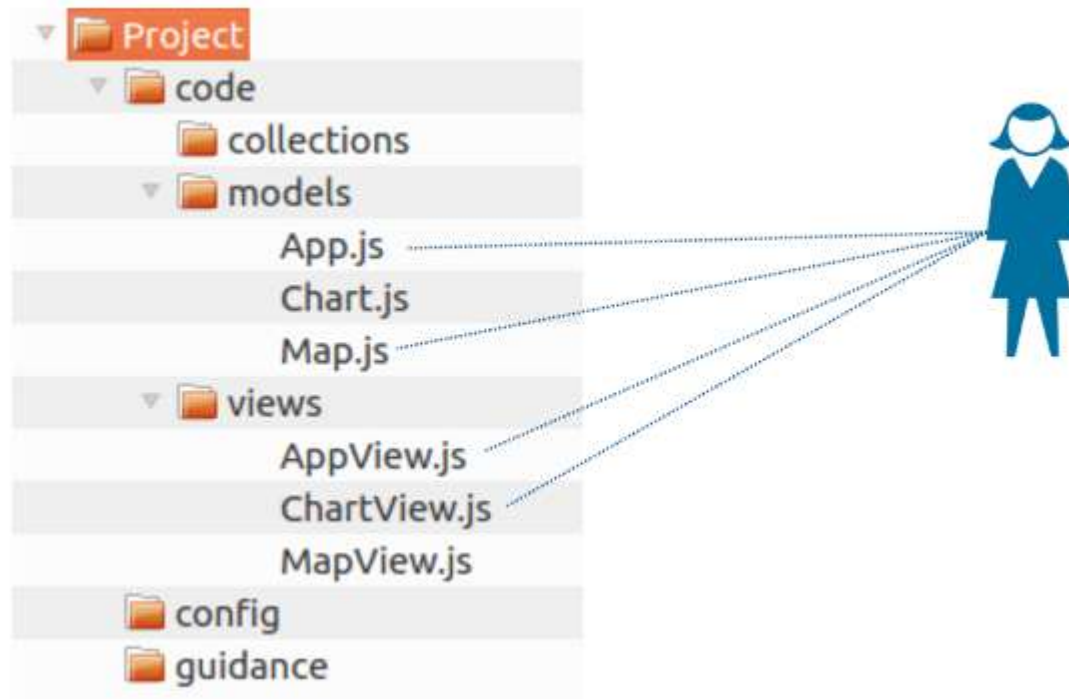 Project
code
collections
models
App.js
Chart.js
Map.js
views
AppView.js
ChartView.js
MapView.js
config
guidance